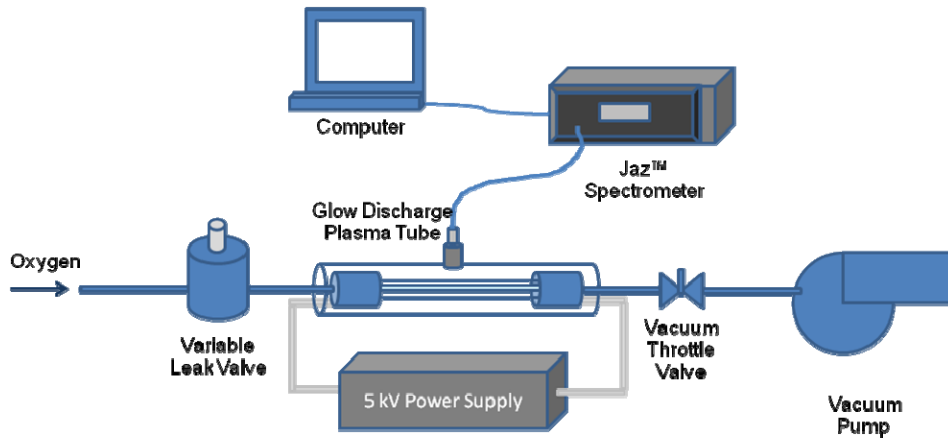 Computer
Jaz™
Spectrometer
Glow Discharge
Plasma Tube
Oxygen
Variable
Leak Valve
5 kV Power Supply
Vacuum
Throttle
Valve
Vacuum
Pump